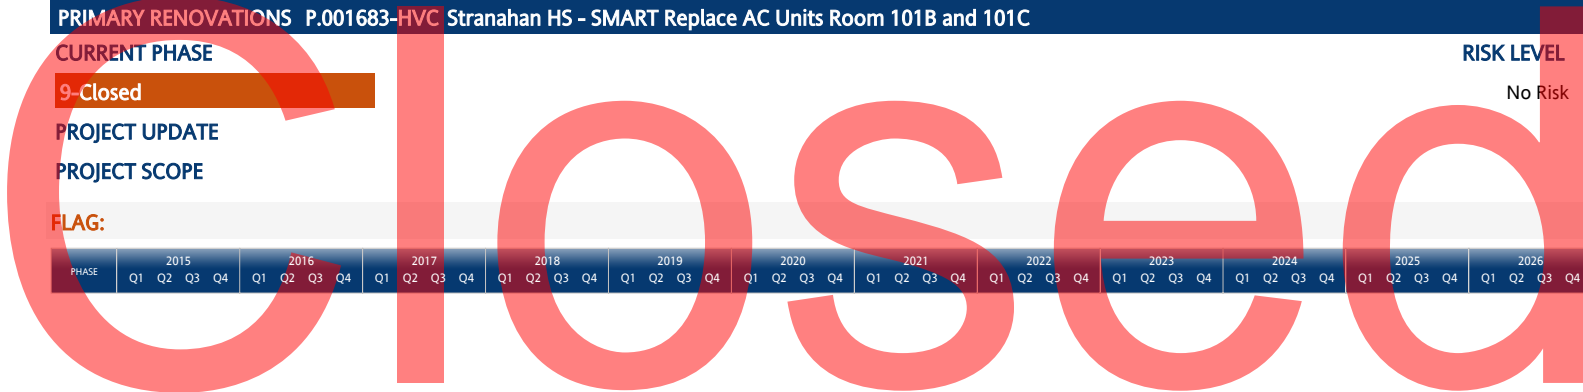 PRIMARY RENOVATIONS P.001683-HVC Stranahan HS - SMART Replace AC Units Room 101B and 101C
CURRENT PHASE RISK LEVEL
9-Closed No Risk
PROJECT UPDATE
PROJECT SCOPE
FLAG:
PHASE 2015 2016 2017 2018 2019 2020 2021 2022 2023 2024 2025 2026
Q1 Q2 Q3 Q4 Q1 Q2 Q3 Q4 Q1 Q2 Q3 Q4 Q1 Q2 Q3 Q4 Q1 Q2 Q3 Q4 Q1 Q2 Q3 Q4 Q1 Q2 Q3 Q4 Q1 Q2 Q3 Q4 Q1 Q2 Q3 Q4 Q1 Q2 Q3 Q4 Q1 Q2 Q3 Q4 Q1 Q2 Q3 Q4
Closed